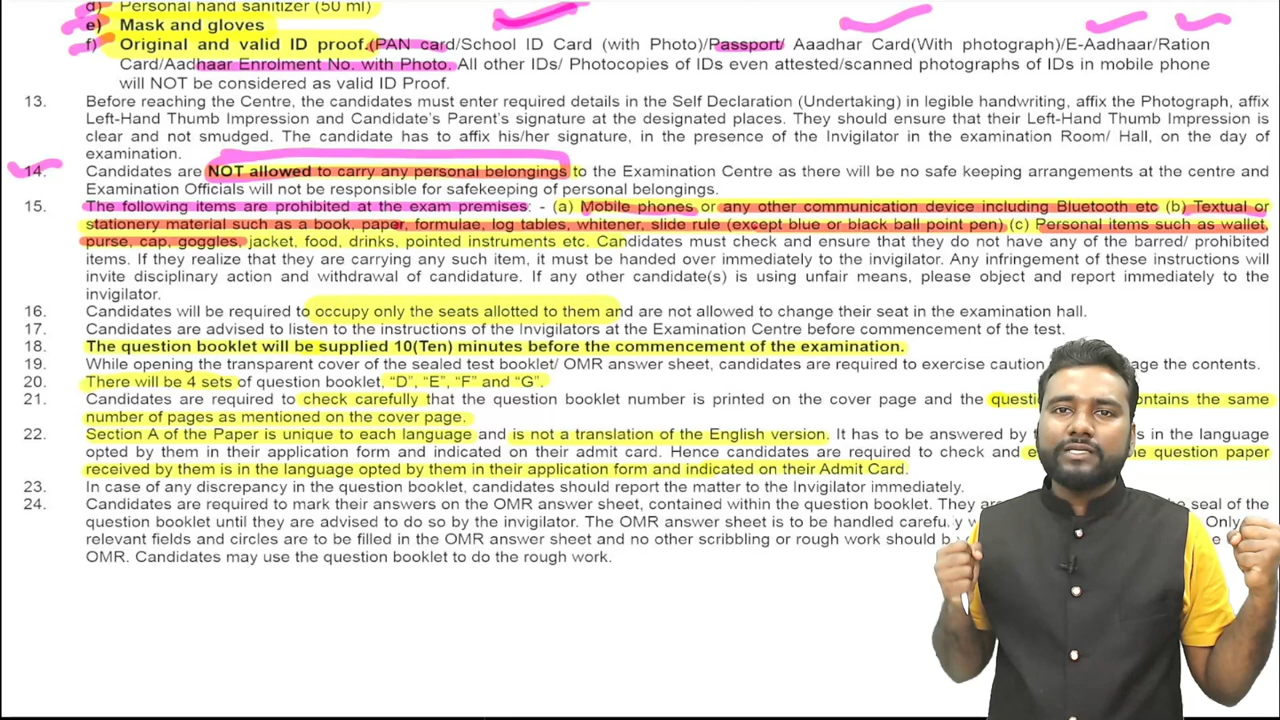 d) Personal hand sanitizer (50 ml)
e) Mask and gloves
f) Original and valid ID proof.(PAN card/School ID Card (with Photo)/Passport/ Aaadhar Card(With photograph)/E-Aadhaar/Ration
Card/Aadhaar Enrolment No. with Photo. All other IDs/ Photocopies of IDs even attested/scanned photographs of IDs in mobile phone
will NOT be considered as valid ID Proof.
13. Before reaching the Centre, the candidates must enter required details in the Self Declaration (Undertaking) in legible handwriting, affix the Photograph, affix
Left-Hand Thumb Impression and Candidate's Parent's signature at the designated places. They should ensure that their Left-Hand Thumb Impression is
clear and not smudged. The candidate has to affix his/her signature, in the presence of the Invigilator in the examination Room/ Hall, on the day of
examination.
14. Candidates are NOT allowed to carry any personal belongings to the Examination Centre as there will be no safe keeping arrangements at the centre and
Examination Officials will not be responsible for safekeeping of personal belongings.
15. The following items are prohibited at the exam premises: - (a) Mobile phones or any other communication device including Bluetooth etc (b) Textual or
stationery material such as a book, paper, formulae, log tables, whitener, slide rule (except blue or black ball point pen) (c) Personal items such as wallet,
purse, cap, goggles, jacket, food, drinks, pointed instruments etc. Candidates must check and ensure that they do not have any of the barred/ prohibited
items. If they realize that they are carrying any such item, it must be handed over immediately to the invigilator. Any infringement of these instructions will
invite disciplinary action and withdrawal of candidature. If any other candidate(s) is using unfair means, please object and report immediately to the
invigilator.
16. Candidates will be required to occupy only the seats allotted to them and are not allowed to change their seat in the examination hall.
17. Candidates are advised to listen to the instructions of the Invigilators at the Examination Centre before commencement of the test.
18. The question booklet will be supplied 10(Ten) minutes before the commencement of the examination.
19. While opening the transparent cover of the sealed test booklet/ OMR answer sheet, candidates are required to exercise caution the contents.
20. There will be 4 sets of question booklet, "D", "E", "F" and "G".
21. Candidates are required to check carefully that the question booklet number is printed on the cover page and the the same
number of pages as mentioned on the cover page.
22. Section A of the Paper is unique to each language and is not a translation of the English version. It has to be answered by in the language
opted by them in their application form and indicated on their admit card. Hence candidates are required to check and question paper
received by them is in the language opted by them in their application form and indicated on their Admit Card.
23. In case of any discrepancy in the question booklet, candidates should report the matter to the Invigilator immediately.
24. Candidates are required to mark their answers on the OMR answer sheet, contained within the question booklet. They seal of the
question booklet until they are advised to do so by the invigilator. The OMR answer sheet is to be handled Only
relevant fields and circles are to be filled in the OMR answer sheet and no other scribbling or rough work should
OMR. Candidates may use the question booklet to do the rough work.